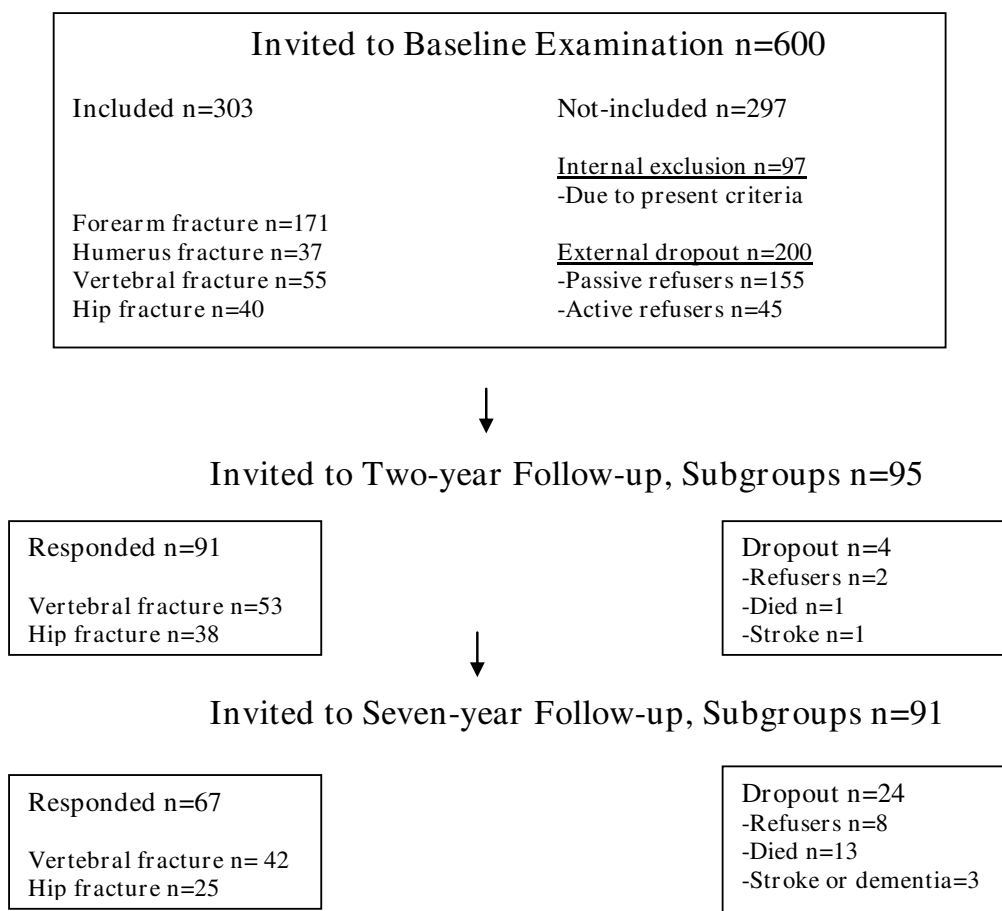 Invited to Baseline Examination n=600
Included n=303
Not-included n=297
Internal exclusion n=97
-Due to present criteria
Forearm fracture n=171
Humerus fracture n=37
Vertebral fracture n=55
Hip fracture n=40
External dropout n=200
-Passive refusers n=155
-Active refusers n=45
Invited to Two-year Follow-up, Subgroups n=95
Responded n=91
Vertebral fracture n=53
Hip fracture n=38
Dropout n=4
-Refusers n=2
-Died n=1
-Stroke n=1
Invited to Seven-year Follow-up, Subgroups n=91
Responded n=67
Vertebral fracture n= 42
Hip fracture n=25
Dropout n=24
-Refusers n=8
-Died n=13
-Stroke or dementia=3